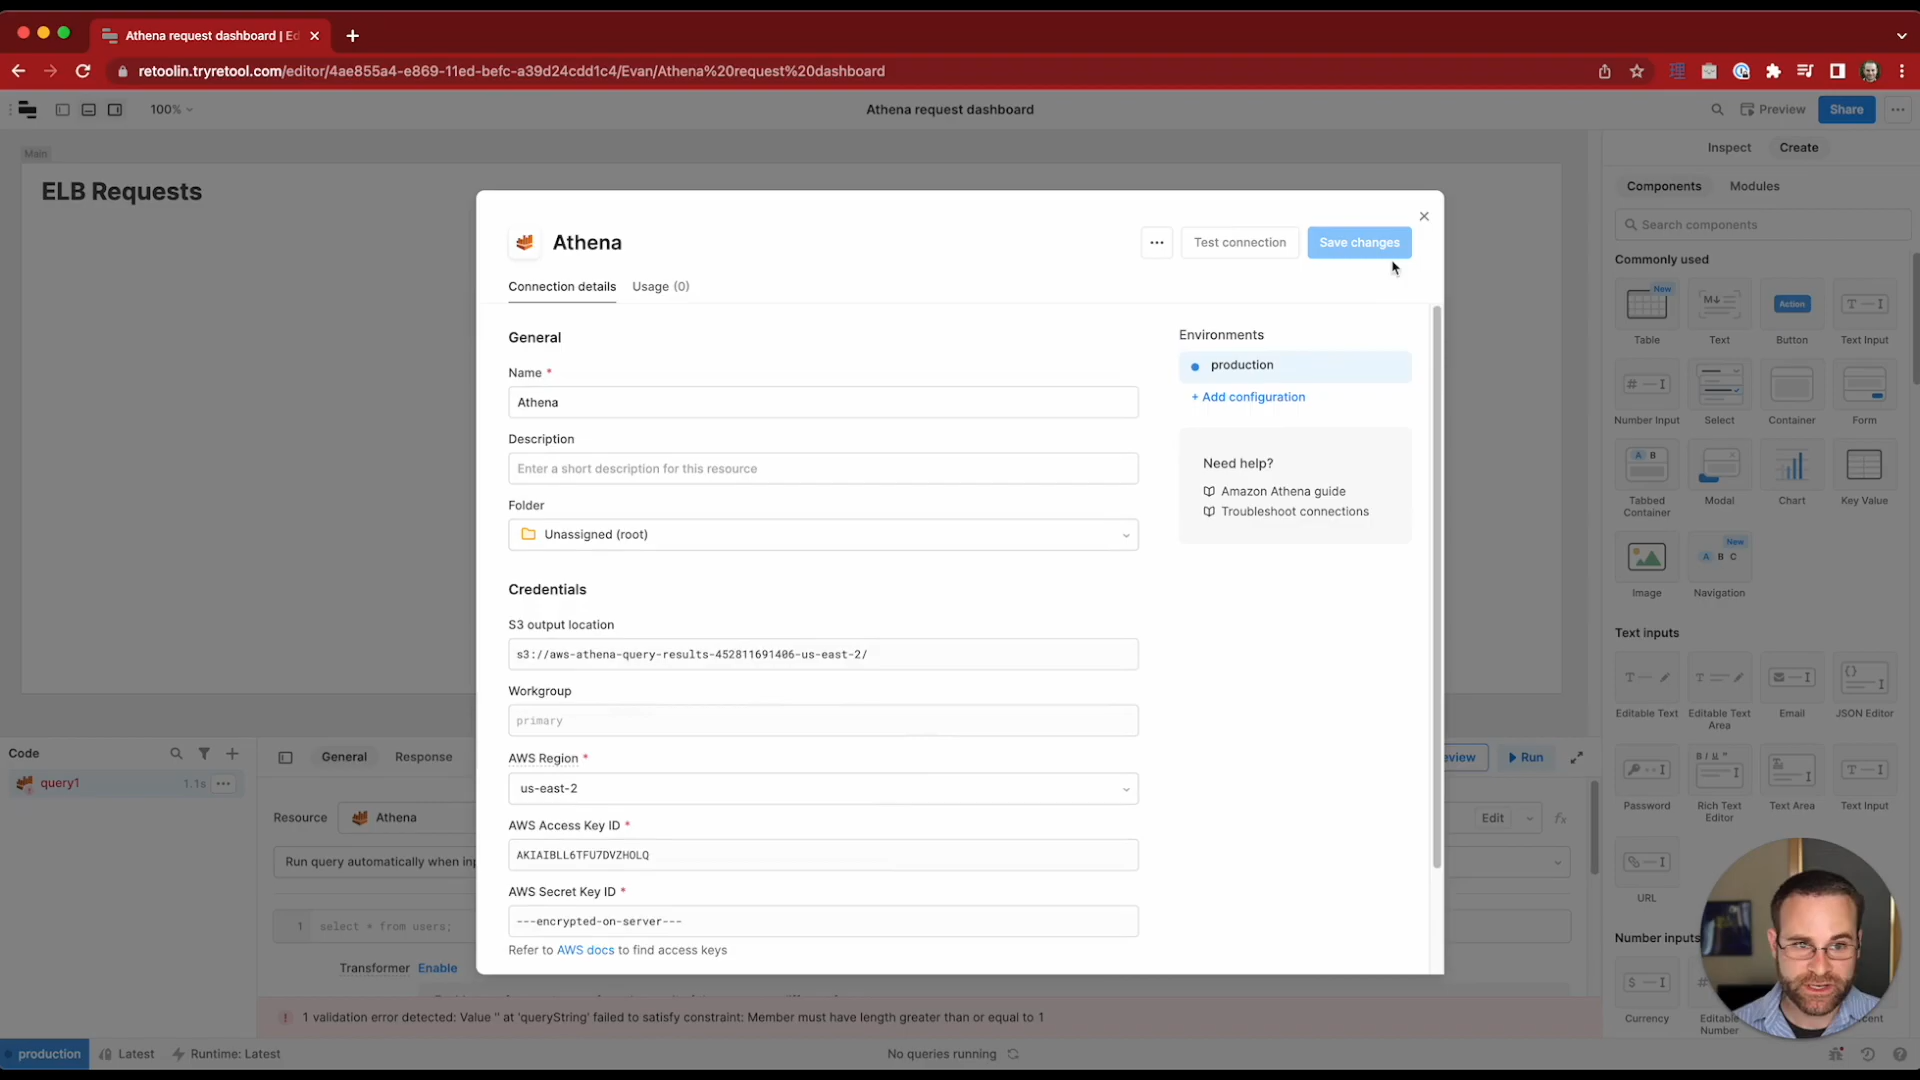 Athena request dashboard | Ed
retoolin.tryretool.com/editor/4ae855a4-e869-11ed-befc-a39d24cdd1c4/Evan/Athena%20request%20dashboard
100%
Athena request dashboard
Preview
Share
Main
ELB Requests
Inspect
Create
Components
Modules
Search components
Commonly used
New
Action
Table
Text
Button
Text Input
Number Input
Select
Container
Form
Tabbed Container
Modal
Chart
Key Value
New
Image
Navigation
Text inputs
Editable Text
Editable Text Area
Email
JSON Editor
Password
Rich Text Editor
Text Area
Text Input
URL
Number inputs
Currency
Editable Number
Athena
Test connection
Save changes
Connection details
Usage (0)
General
Name *
Athena
Description
Enter a short description for this resource
Folder
Unassigned (root)
Credentials
S3 output location
s3://aws-athena-query-results-452811691406-us-east-2/
Workgroup
primary
AWS Region *
us-east-2
AWS Access Key ID *
AKIAIBLL6TFU7DVZHOLQ
AWS Secret Key ID *
---encrypted-on-server---
Refer to AWS docs to find access keys
Environments
production
+ Add configuration
Need help?
Amazon Athena guide
Troubleshoot connections
Code
query1
1.1s
General
Response
eview
Run
Resource
Athena
Edit
fx
Run query automatically when inp
1
select * from users;
Transformer
Enable
1 validation error detected: Value '' at 'queryString' failed to satisfy constraint: Member must have length greater than or equal to 1
production
Latest
Runtime: Latest
No queries running